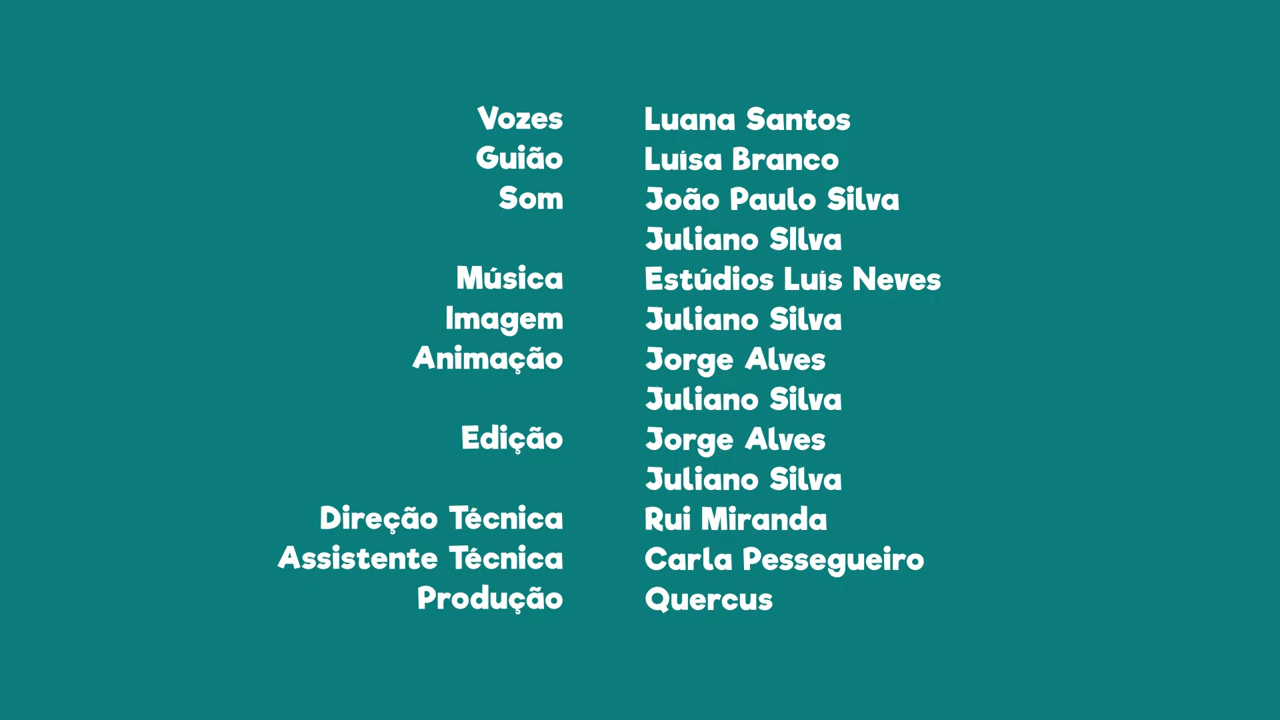 Vozes Luana Santos
Guião Luísa Branco
Som João Paulo Silva
Juliano SIlva
Música Estúdios Luís Neves
Imagem Juliano Silva
Animação Jorge Alves
Juliano Silva
Edição Jorge Alves
Juliano Silva
Direção Técnica Rui Miranda
Assistente Técnica Carla Pessegueiro
Produção Quercus